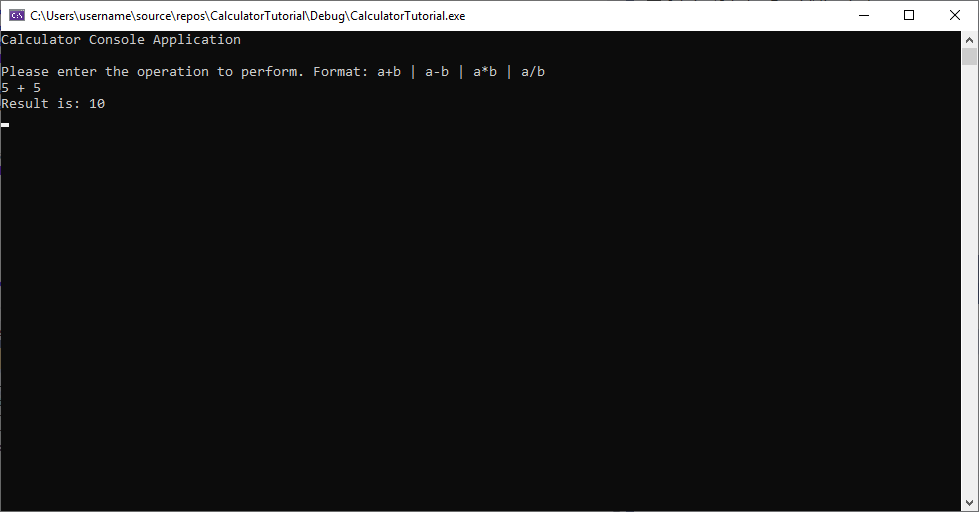 C:\Users\username\source\repos\CalculatorTutorial\Debug\CalculatorTutorial.exe
Calculator Console Application
Please enter the operation to perform. Format: a+b | a-b | a*b | a/b
5 + 5
Result is: 10